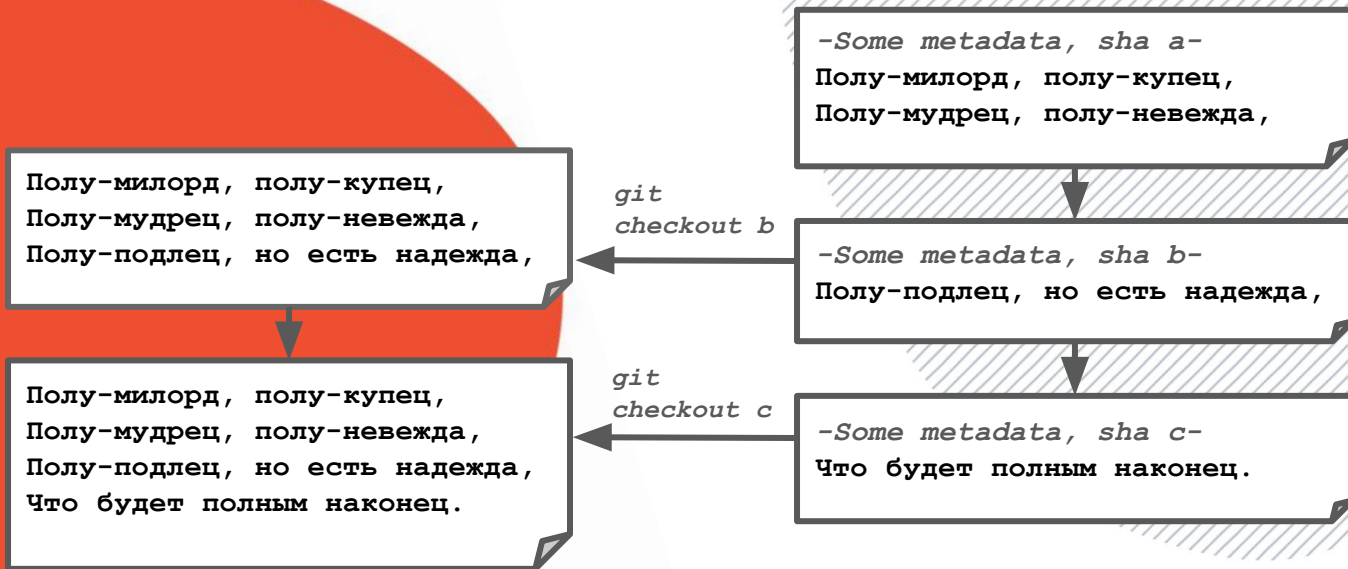 -Some metadata, sha a-
Полу-милорд, полу-купец,
Полу-мудрец, полу-невежда,
Полу-милорд, полу-купец,
Полу-мудрец, полу-невежда,
Полу-подлец, но есть надежда,
git
checkout b
-Some metadata, sha b-
Полу-подлец, но есть надежда,
Полу-милорд, полу-купец,
Полу-мудрец, полу-невежда,
Полу-подлец, но есть надежда,
Что будет полным наконец.
git
checkout c
-Some metadata, sha c-
Что будет полным наконец.